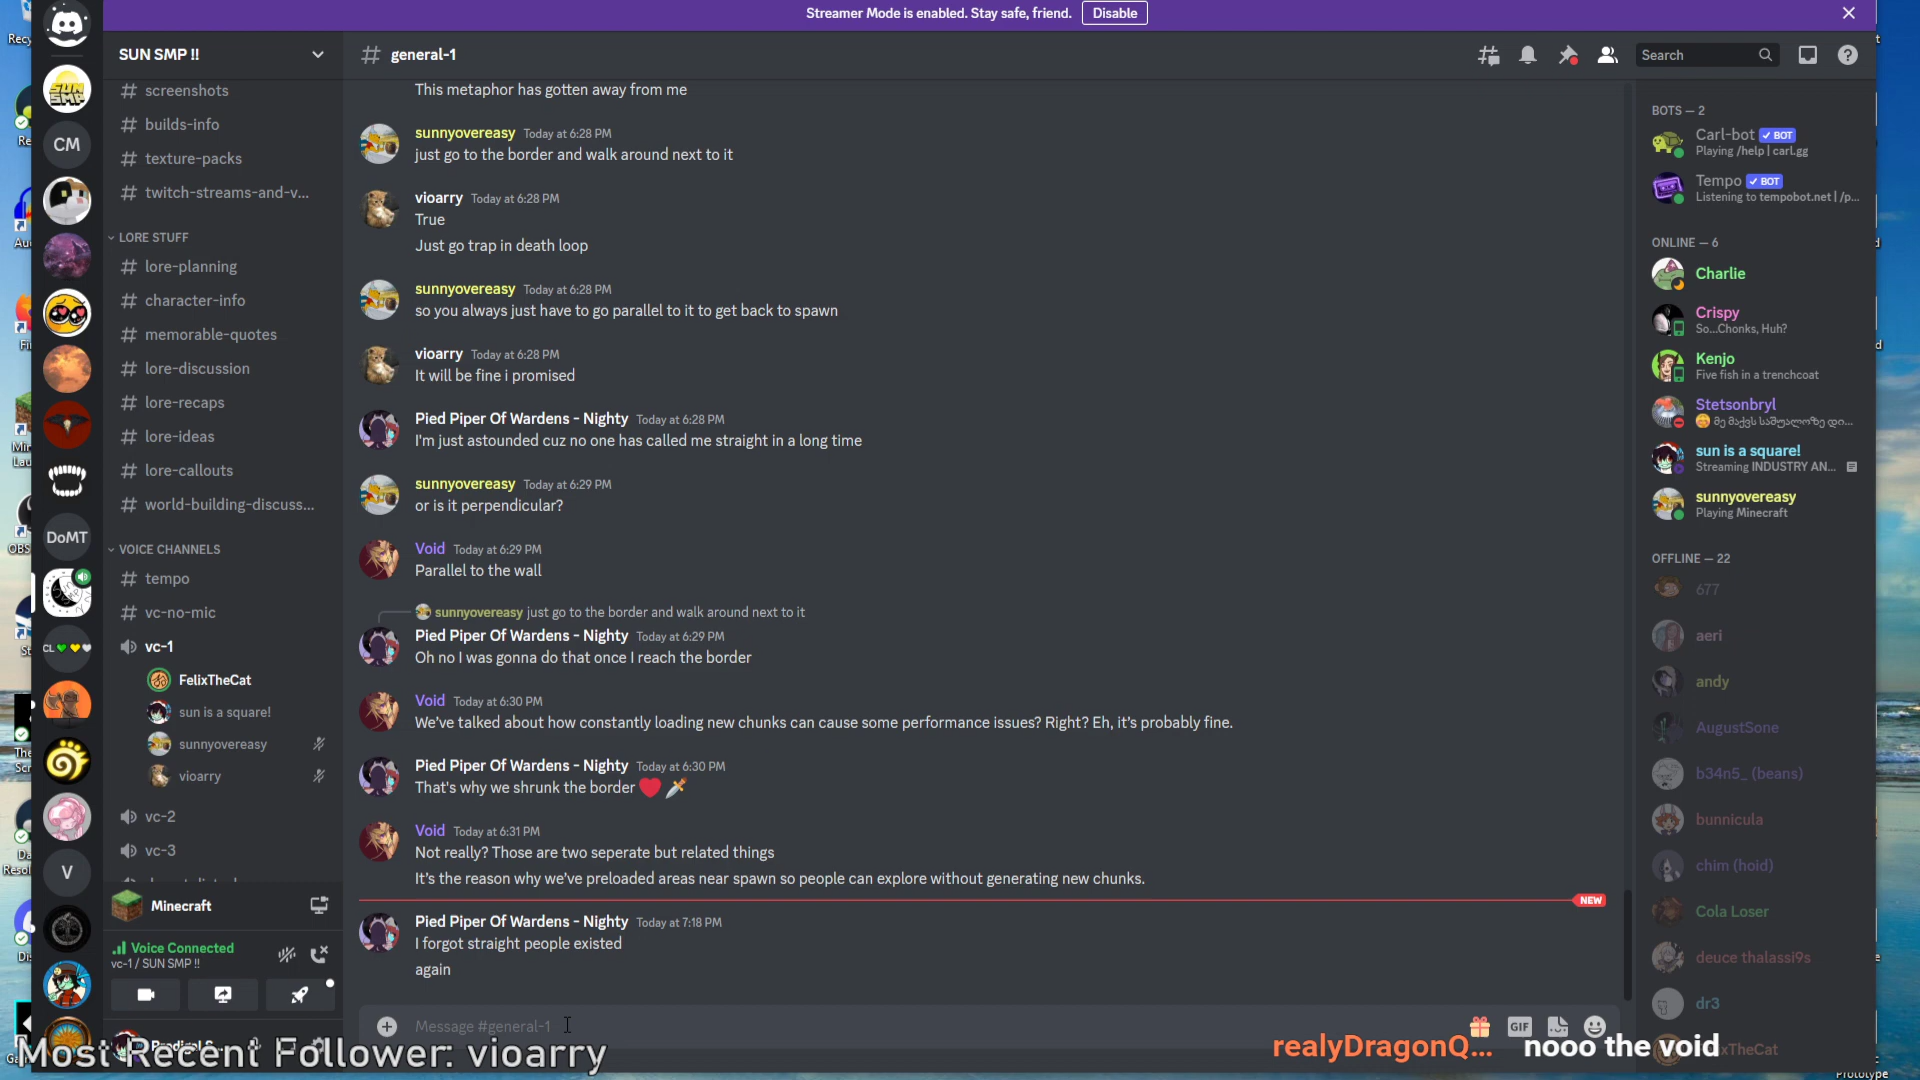 Streamer Mode is enabled. Stay safe, friend.
Disable
SUN SMP !!
general-1
Search
SUN SMP
CM
DoMT
CL
V
screenshots
builds-info
texture-packs
twitch-streams-and-v...
LORE STUFF
lore-planning
character-info
memorable-quotes
lore-discussion
lore-recaps
lore-ideas
lore-callouts
world-building-discuss...
VOICE CHANNELS
tempo
vc-no-mic
vc-1
FelixTheCat
sun is a square!
sunnyovereasy
vioarry
vc-2
vc-3
Minecraft
Voice Connected
vc-1 / SUN SMP !!
This metaphor has gotten away from me
sunnyovereasy Today at 6:28 PM
just go to the border and walk around next to it
vioarry Today at 6:28 PM
True
Just go trap in death loop
sunnyovereasy Today at 6:28 PM
so you always just have to go parallel to it to get back to spawn
vioarry Today at 6:28 PM
It will be fine i promised
Pied Piper Of Wardens - Nighty Today at 6:28 PM
I'm just astounded cuz no one has called me straight in a long time
sunnyovereasy Today at 6:29 PM
or is it perpendicular?
Void Today at 6:29 PM
Parallel to the wall
sunnyovereasy just go to the border and walk around next to it
Pied Piper Of Wardens - Nighty Today at 6:29 PM
Oh no I was gonna do that once I reach the border
Void Today at 6:30 PM
We've talked about how constantly loading new chunks can cause some performance issues? Right? Eh, it's probably fine.
Pied Piper Of Wardens - Nighty Today at 6:30 PM
That's why we shrunk the border
Void Today at 6:31 PM
Not really? Those are two seperate but related things
It's the reason why we've preloaded areas near spawn so people can explore without generating new chunks.
NEW
Pied Piper Of Wardens - Nighty Today at 7:18 PM
I forgot straight people existed
again
Message #general-1
GIF
BOTS — 2
Carl-bot BOT
Playing /help | carl.gg
Tempo BOT
Listening to tempobot.net | /p...
ONLINE — 6
Charlie
Crispy
So...Chonks, Huh?
Kenjo
Five fish in a trenchcoat
Stetsonbryl
მე მაქვს საშუალოზე დი...
sun is a square!
Streaming INDUSTRY AN...
sunnyovereasy
Playing Minecraft
OFFLINE — 22
677
aeri
andy
AugustSone
b34n5_ (beans)
bunnicula
chim (hoid)
Cola Loser
deuce thalassi9s
dr3
Most Recent Follower: vioarry
realyDragonQ... nooo the void